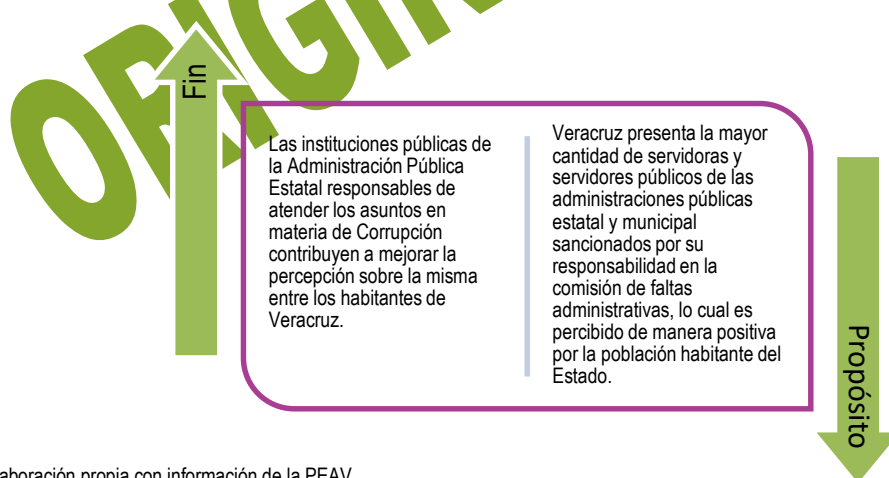 Fin
Las instituciones públicas de
la Administración Pública
Estatal responsables de
atender los asuntos en
materia de Corrupción
contribuyen a mejorar la
percepción sobre la misma
entre los habitantes de
Veracruz.
Veracruz presenta la mayor
cantidad de servidoras y
servidores públicos de las
administraciones públicas
estatal y municipal
sancionados por su
responsabilidad en la
comisión de faltas
administrativas, lo cual es
percibido de manera positiva
por la población habitante del
Estado.
Propósito
propia con información de la PEAV